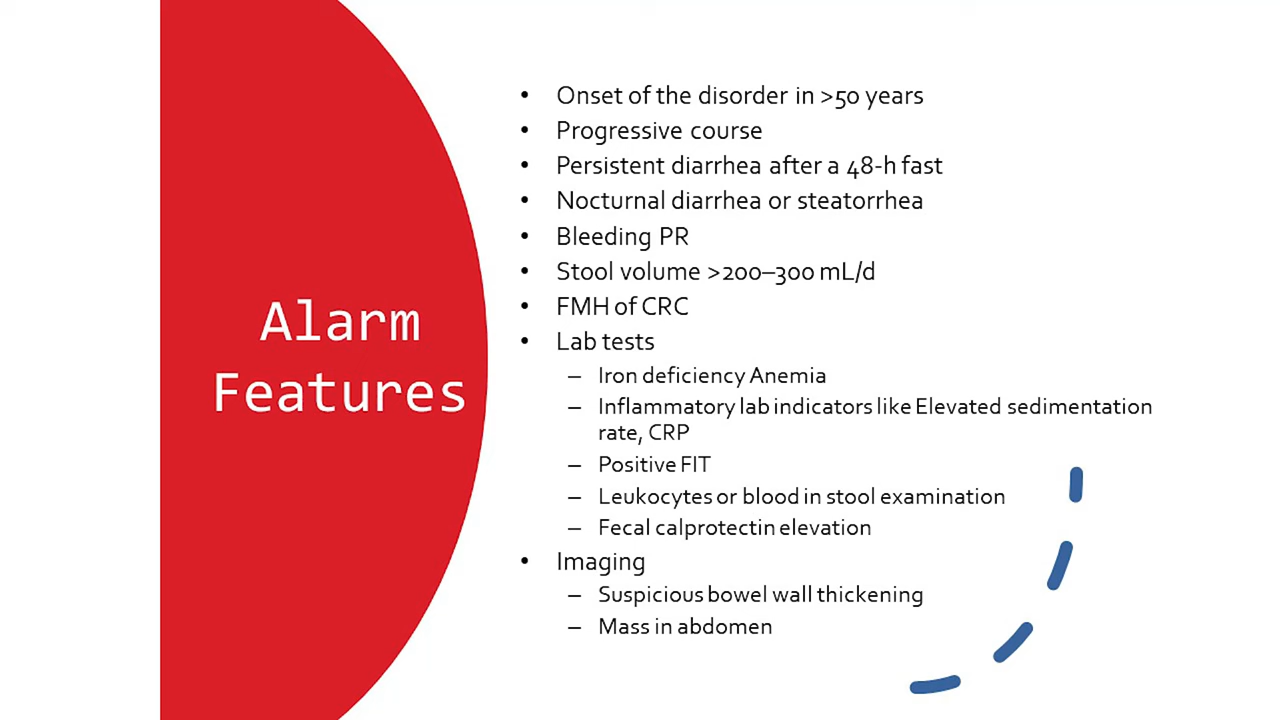 Alarm
Features
• Onset of the disorder in >50 years
• Progressive course
• Persistent diarrhea after a 48-h fast
• Nocturnal diarrhea or steatorrhea
• Bleeding PR
• Stool volume >200–300 mL/d
• FMH of CRC
• Lab tests
– Iron deficiency Anemia
– Inflammatory lab indicators like Elevated sedimentation
rate, CRP
– Positive FIT
– Leukocytes or blood in stool examination
– Fecal calprotectin elevation
• Imaging
– Suspicious bowel wall thickening
– Mass in abdomen